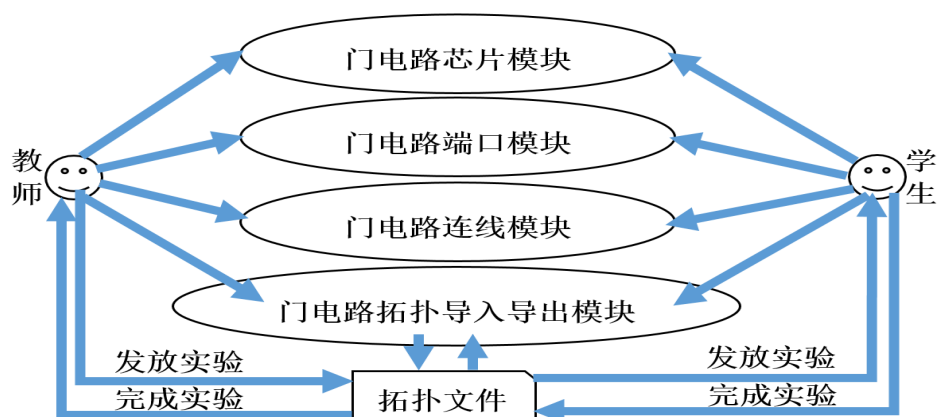 门电路芯片模块
门电路端口模块
教师
学生
门电路连线模块
门电路拓扑导入导出模块
发放实验
发放实验
完成实验
拓扑文件
完成实验